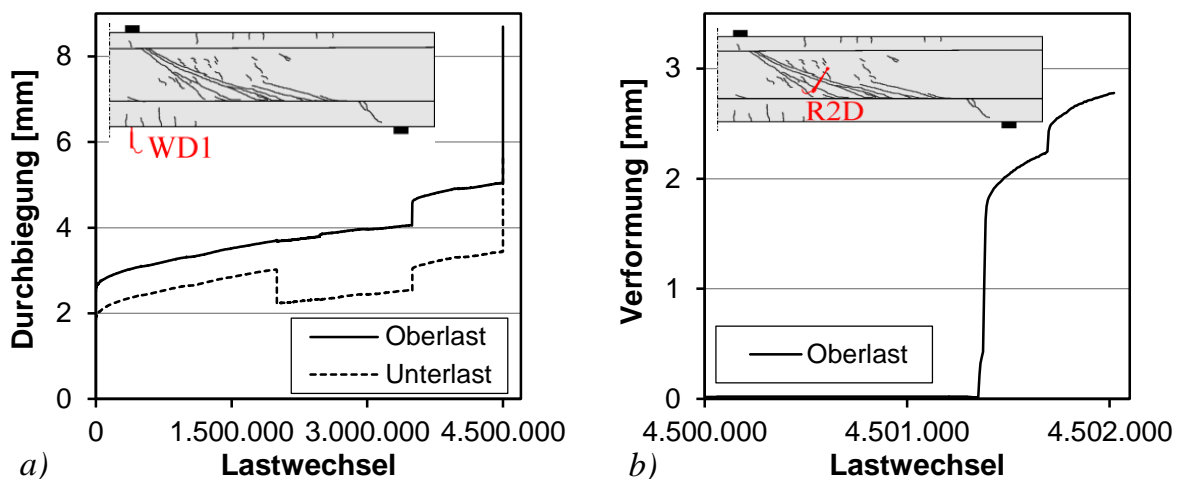 Durchbiegung [mm]
8
6
4
2
0
WD1
Oberlast
Unterlast
0
1.500.000
3.000.000
4.500.000
Lastwechsel
a)
Verformung [mm]
3
2
1
0
R2D
Oberlast
4.500.000
4.501.000
4.502.000
Lastwechsel
b)